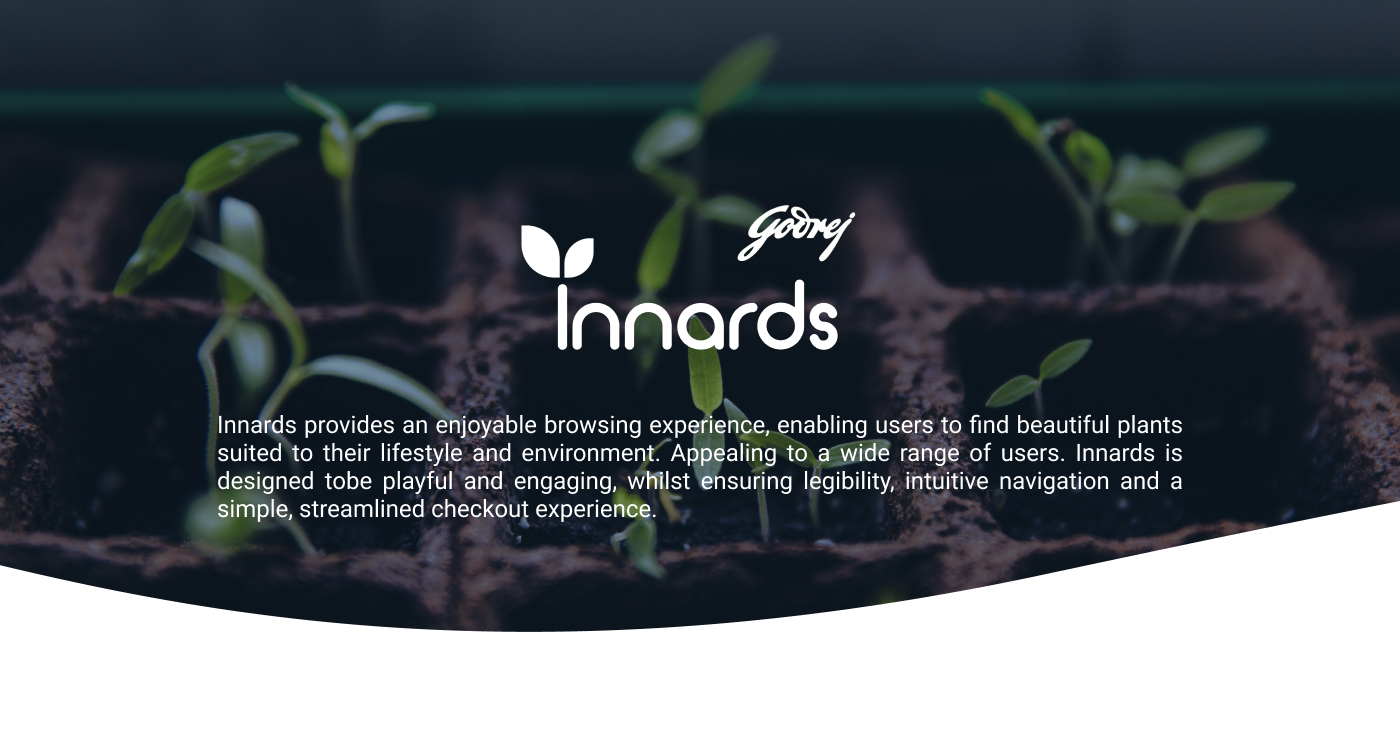 Godrej
Innards
Innards provides an enjoyable browsing experience, enabling users to find beautiful plants
suited to their lifestyle and environment. Appealing to a wide range of users. Innards is
designed tobe playful and engaging, whilst ensuring legibility, intuitive navigation and a
simple, streamlined checkout experience.